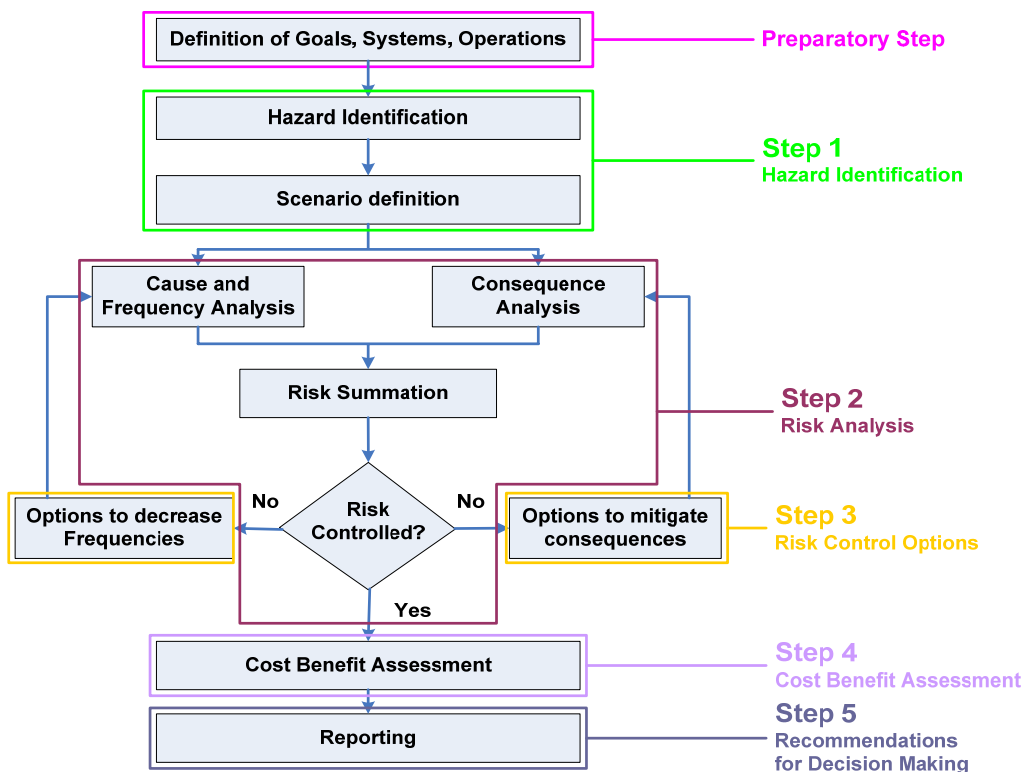 Definition of Goals, Systems, Operations
Preparatory Step
Hazard Identification
Step 1
Hazard Identification
Scenario definition
Cause and
Frequency Analysis
Consequence
Analysis
Risk Summation
Step 2
Risk Analysis
No
No
Options to decrease
Frequencies
Risk
Controlled?
Options to mitigate
consequences
Step 3
Risk Control Options
Yes
Cost Benefit Assessment
Step 4
Cost Benefit Assessment
Reporting
Step 5
Recommendations
for Decision Making